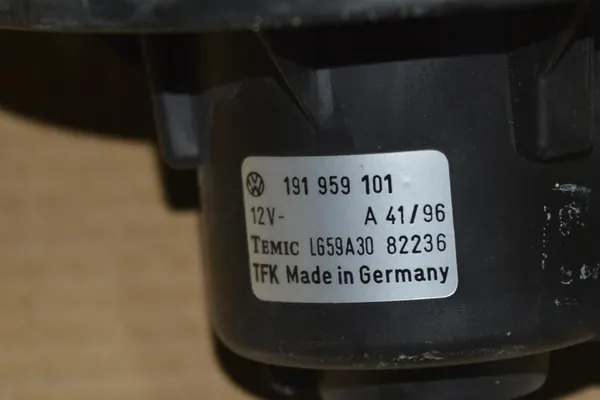 191 959 101
12V- A 41/96
TEMIC LG59A30 82236
TFK Made in Germany